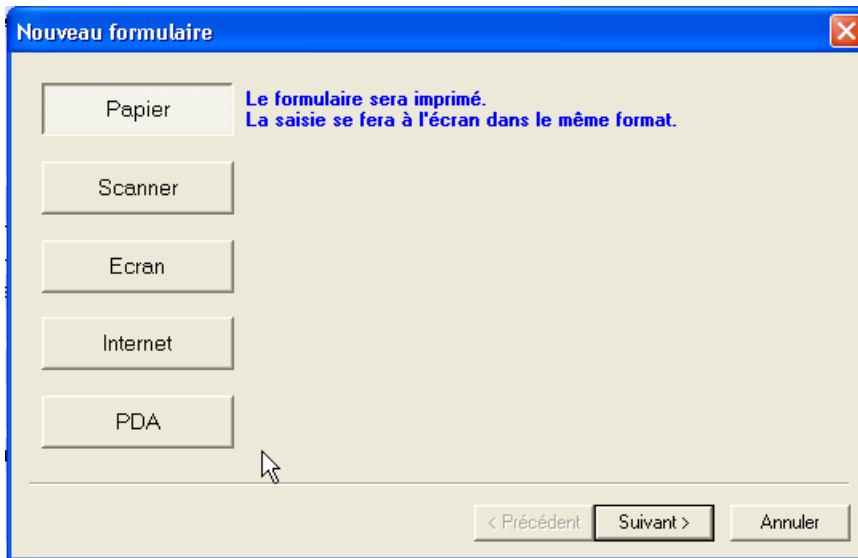 Nouveau formulaire
Papier
Le formulaire sera imprimé.
La saisie se fera à l'écran dans le même format.
Scanner
Ecran
Internet
PDA
< Précédent
Suivant >
Annuler